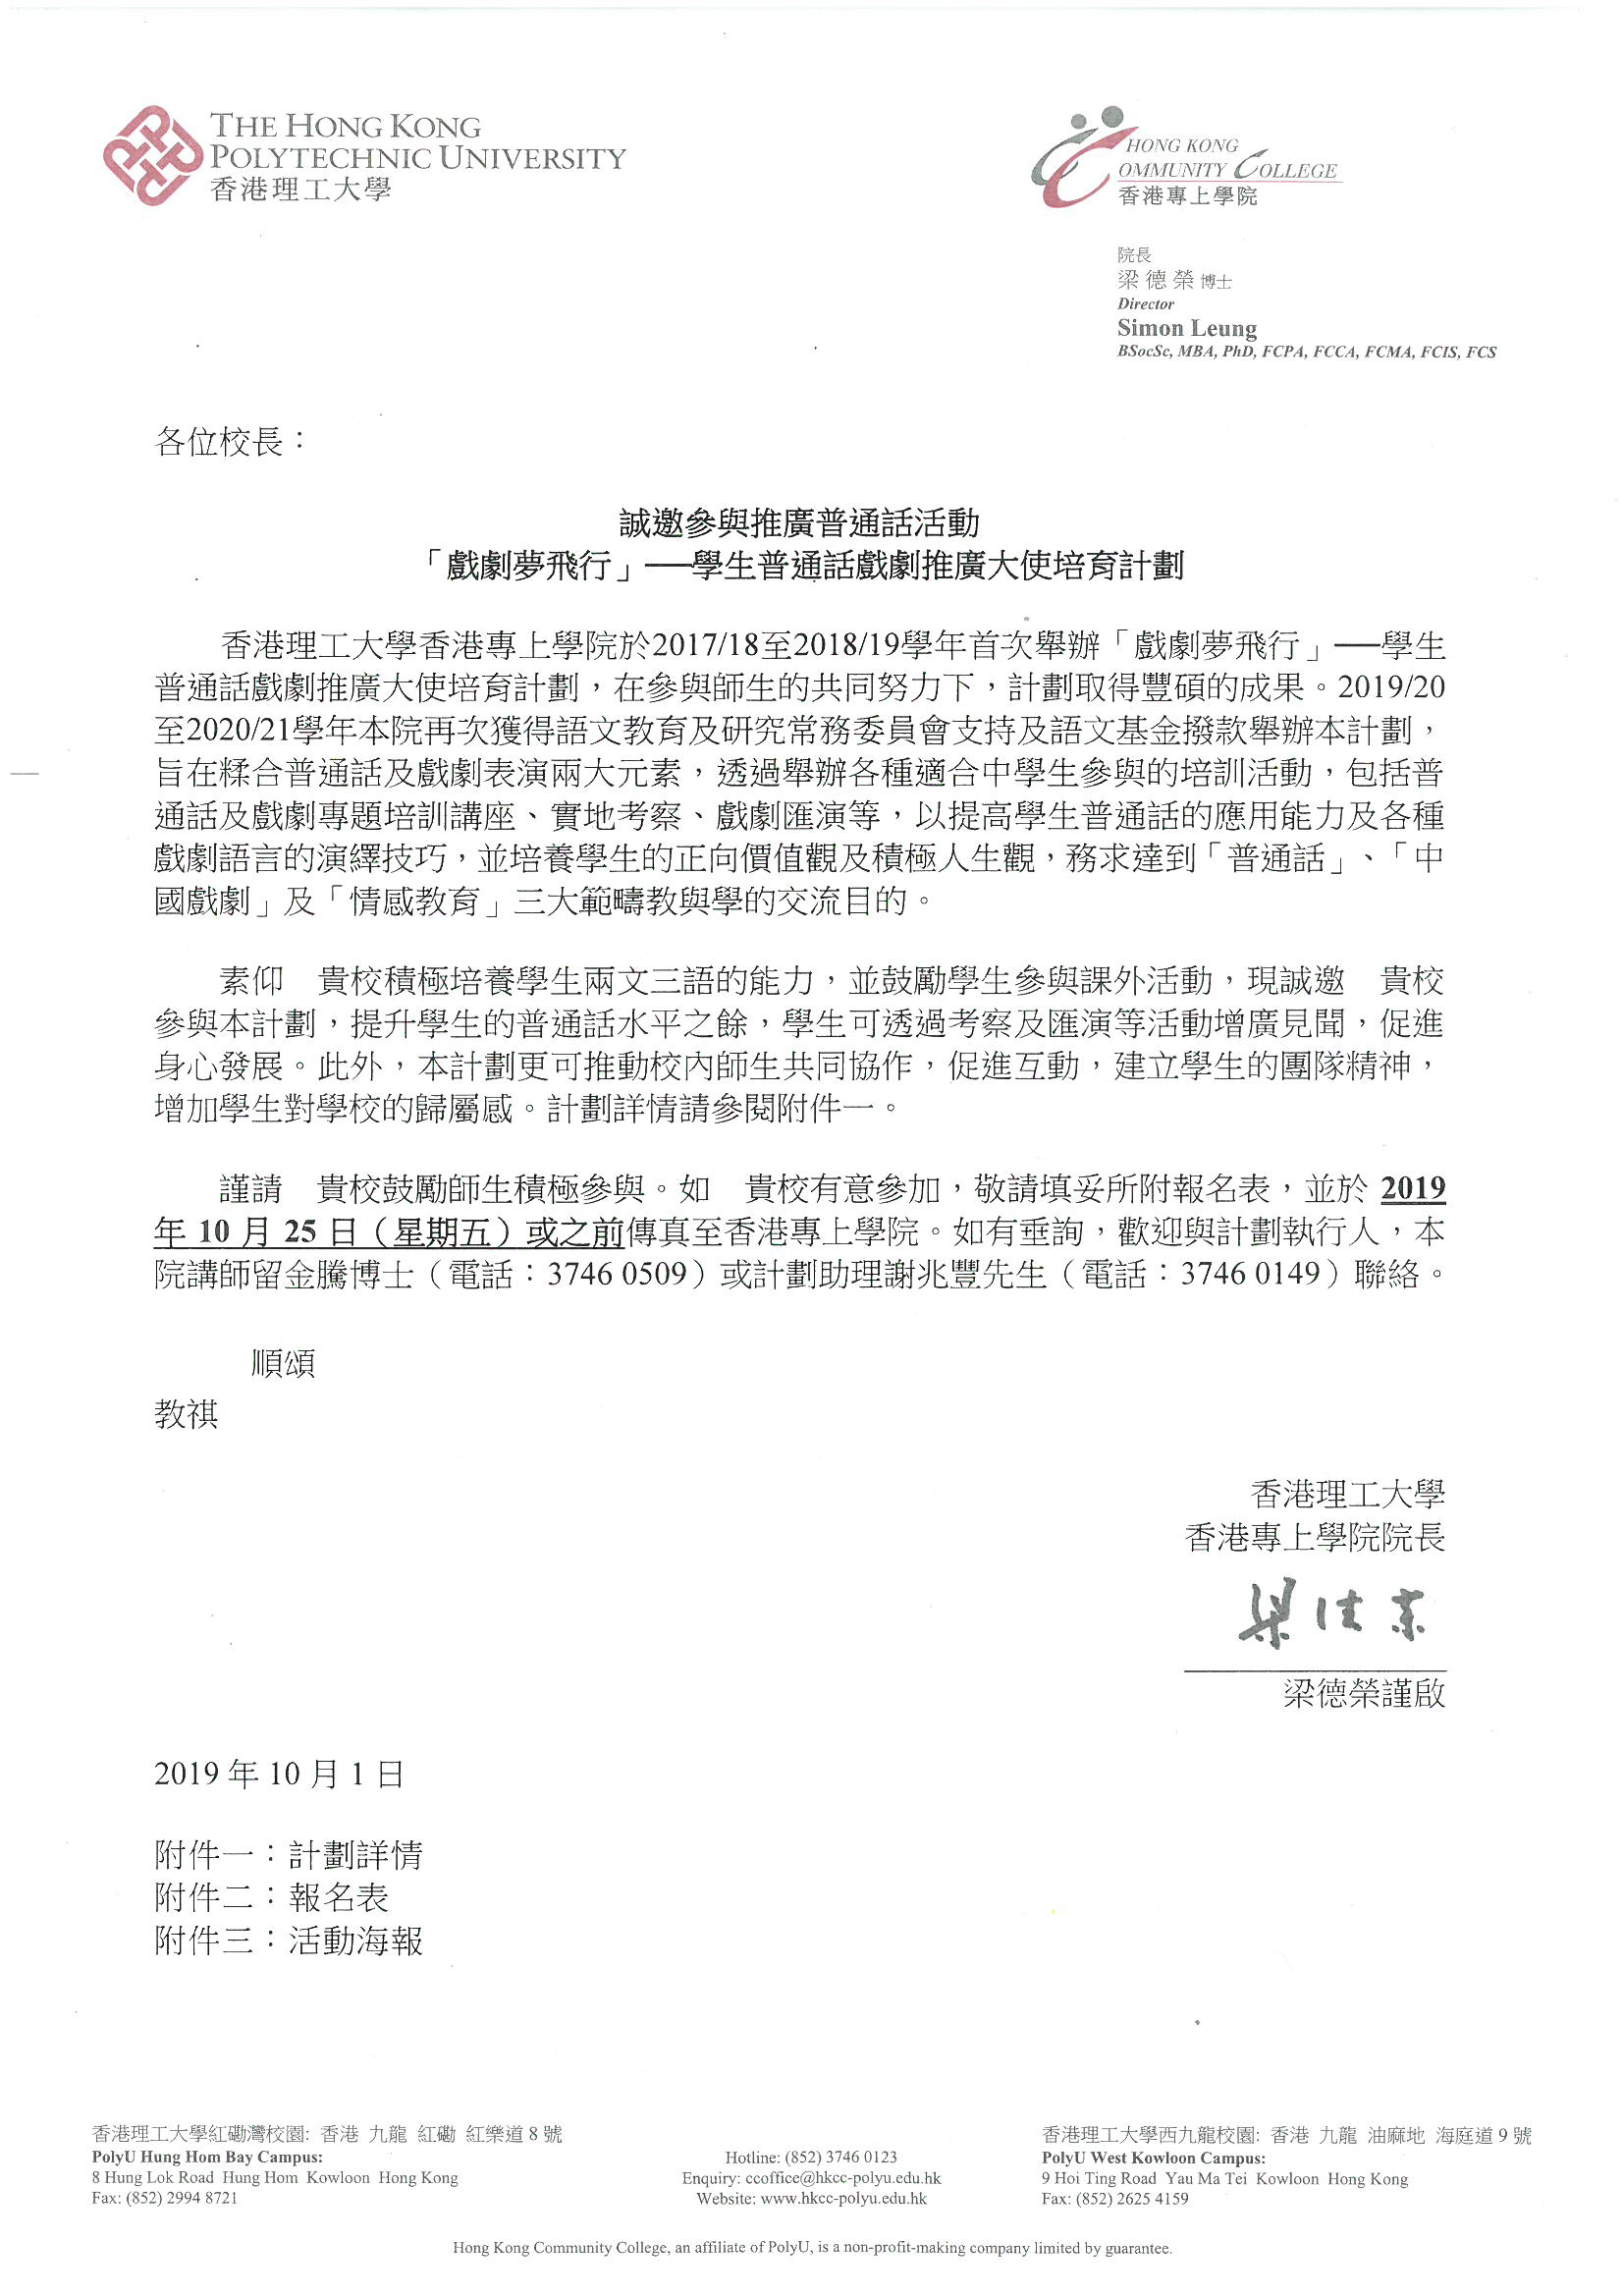 THE HONG KONG
POLYTECHNIC UNIVERSITY
香港理工大學
HONG KONG
COMMUNITY COLLEGE
香港專上學院
院長
梁德榮 博士
Director
Simon Leung
BSocSc, MBA, PhD, FCPA, FCCA, FCMA, FCIS, FCS
各位校長：
誠邀參與推廣普通話活動
「戲劇夢飛行」──學生普通話戲劇推廣大使培育計劃
香港理工大學香港專上學院於2017/18至2018/19學年首次舉辦「戲劇夢飛行」──學生
普通話戲劇推廣大使培育計劃，在參與師生的共同努力下，計劃取得豐碩的成果。2019/20
至2020/21學年本院再次獲得語文教育及研究常務委員會支持及語文基金撥款舉辦本計劃，
旨在糅合普通話及戲劇表演兩大元素，透過舉辦各種適合中學生參與的培訓活動，包括普
通話及戲劇專題培訓講座、實地考察、戲劇匯演等，以提高學生普通話的應用能力及各種
戲劇語言的演繹技巧，並培養學生的正向價值觀及積極人生觀，務求達到「普通話」、「中
國戲劇」及「情感教育」三大範疇教與學的交流目的。
素仰　貴校積極培養學生兩文三語的能力，並鼓勵學生參與課外活動，現誠邀　貴校
參與本計劃，提升學生的普通話水平之餘，學生可透過考察及匯演等活動增廣見聞，促進
身心發展。此外，本計劃更可推動校內師生共同協作，促進互動，建立學生的團隊精神，
增加學生對學校的歸屬感。計劃詳情請參閱附件一。
謹請　貴校鼓勵師生積極參與。如　貴校有意參加，敬請填妥所附報名表，並於 2019
年 10 月 25 日（星期五）或之前傳真至香港專上學院。如有垂詢，歡迎與計劃執行人，本
院講師留金騰博士（電話：3746 0509）或計劃助理謝兆豐先生（電話：3746 0149）聯絡。
順頌
教祺
香港理工大學
香港專上學院院長
梁德榮
梁德榮謹啟
2019 年 10 月 1 日
附件一：計劃詳情
附件二：報名表
附件三：活動海報
香港理工大學紅磡灣校園: 香港 九龍 紅磡 紅樂道 8 號
PolyU Hung Hom Bay Campus:
8 Hung Lok Road Hung Hom Kowloon Hong Kong
Fax: (852) 2994 8721
Hotline: (852) 3746 0123
Enquiry: ccoffice@hkcc-polyu.edu.hk
Website: www.hkcc-polyu.edu.hk
香港理工大學西九龍校園: 香港 九龍 油麻地 海庭道 9 號
PolyU West Kowloon Campus:
9 Hoi Ting Road Yau Ma Tei Kowloon Hong Kong
Fax: (852) 2625 4159
Hong Kong Community College, an affiliate of PolyU, is a non-profit-making company limited by guarantee.